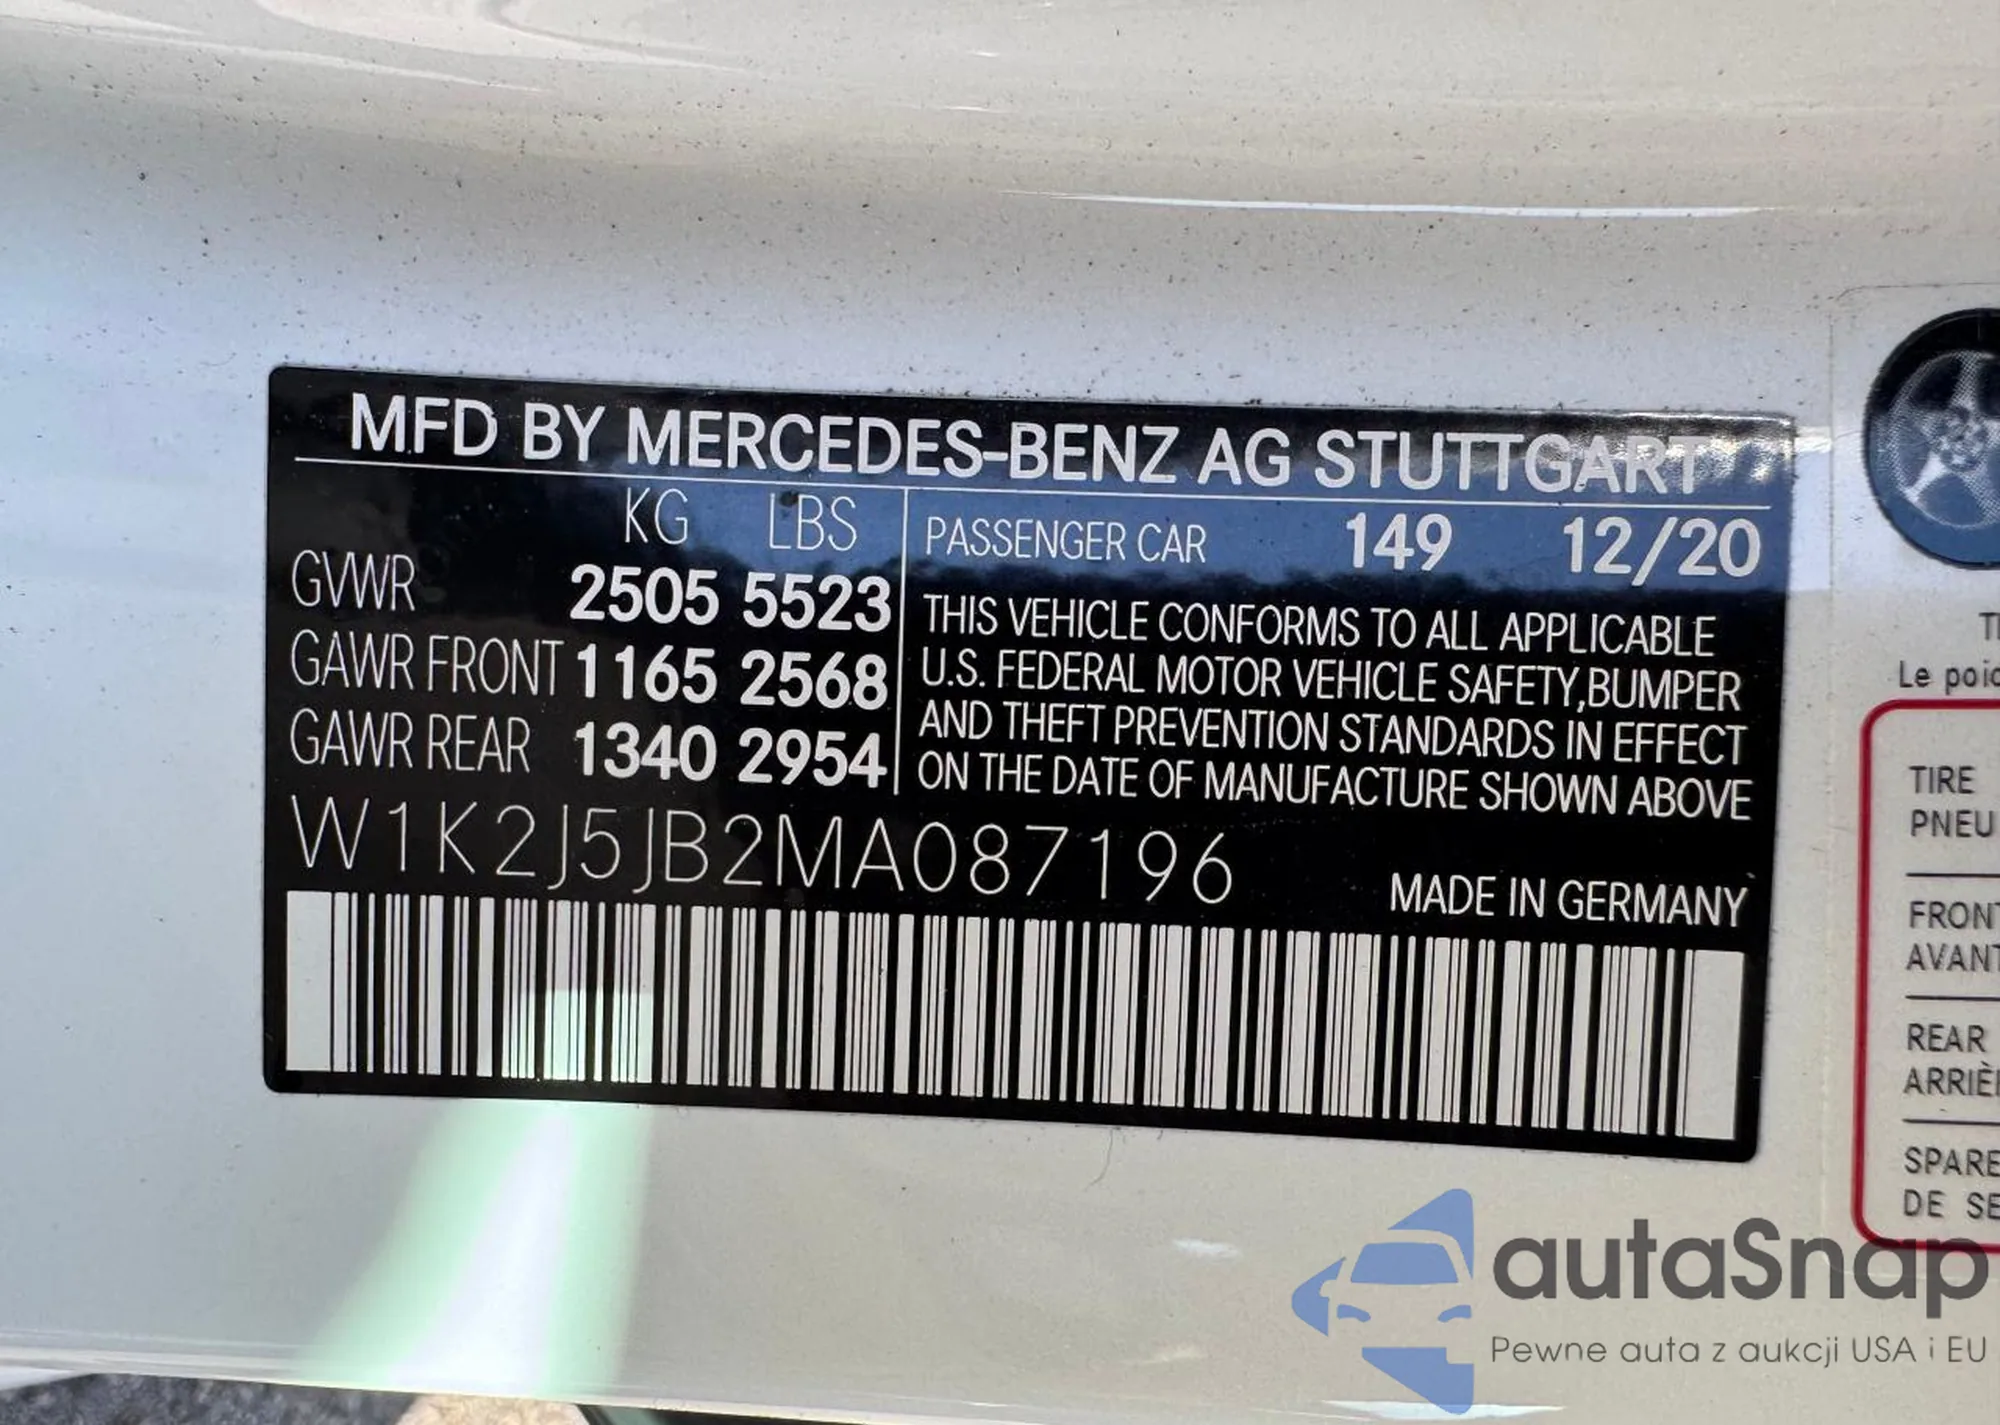 MFD BY MERCEDES-BENZ AG STUTTGART
KG LBS
GVWR 2505 5523
GAWR FRONT 1165 2568
GAWR REAR 1340 2954
PASSENGER CAR 149 12/20
THIS VEHICLE CONFORMS TO ALL APPLICABLE
U.S. FEDERAL MOTOR VEHICLE SAFETY,BUMPER
AND THEFT PREVENTION STANDARDS IN EFFECT
ON THE DATE OF MANUFACTURE SHOWN ABOVE
W1K2J5JB2MA087196
MADE IN GERMANY
Le
TIRE
PNEU
FRONT
AVANT
REAR
SPARE
DE
autaSnap
Pewne auta z aukcji USA i EU